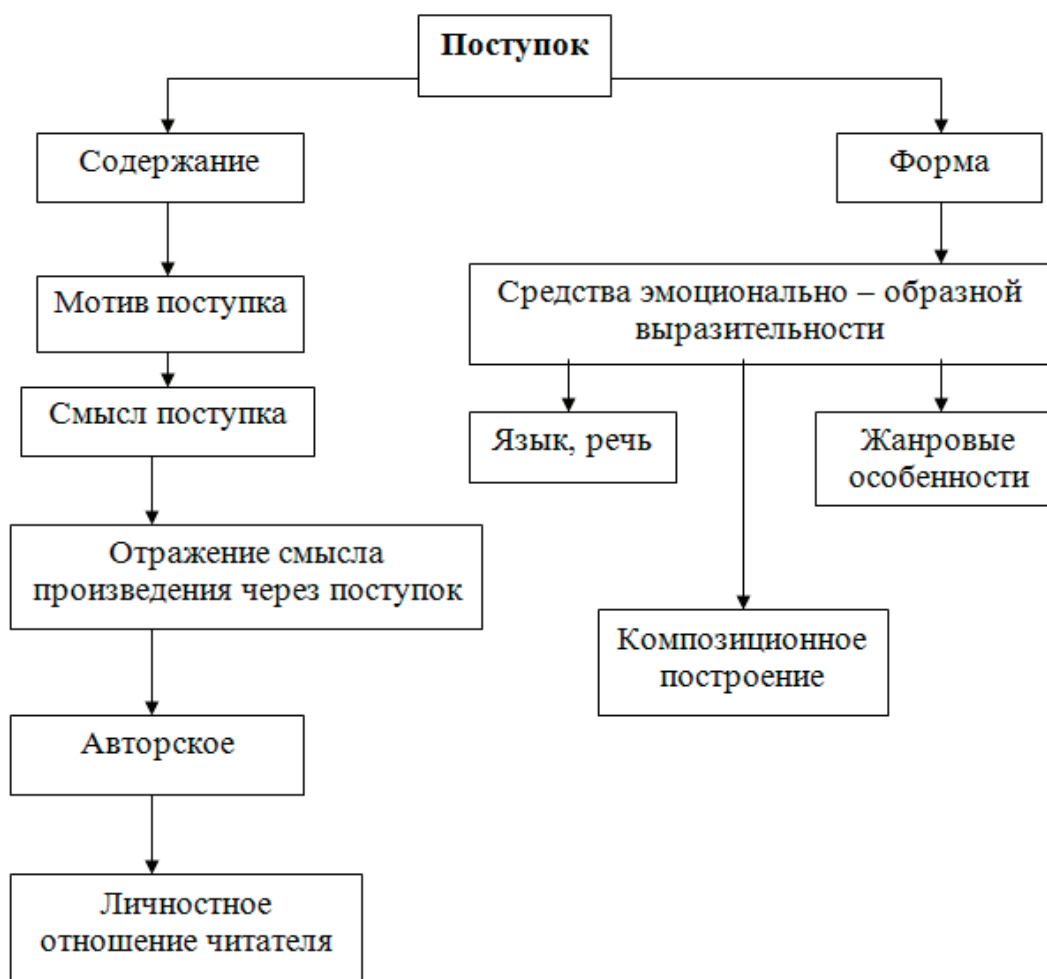 Поступок
Содержание
Форма
Мотив поступка
Средства эмоционально – образной
выразительности
Смысл поступка
Язык, речь
Жанровые
особенности
Отражение смысла
произведения через поступок
Композиционное
построение
Авторское
Личностное
отношение читателя